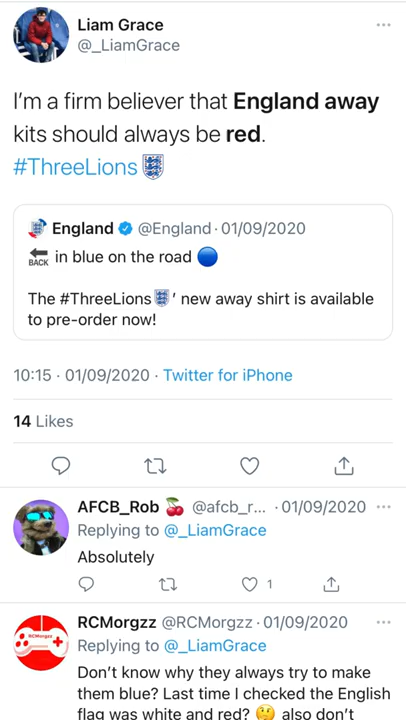 Liam Grace
@_LiamGrace
I'm a firm believer that England away
kits should always be red.
#ThreeLions
England @England · 01/09/2020
🔙 in blue on the road 🔵
The #ThreeLions ' new away shirt is available
to pre-order now!
10:15 · 01/09/2020 · Twitter for iPhone
14 Likes
AFCB_Rob 🍒 @afcb_r... · 01/09/2020
Replying to @_LiamGrace
Absolutely
1
RCMorgzz
RCMorgzz @RCMorgzz · 01/09/2020
Replying to @_LiamGrace
Don't know why they always try to make
them blue? Last time I checked the English
flag was white and red? 🤔 also don't